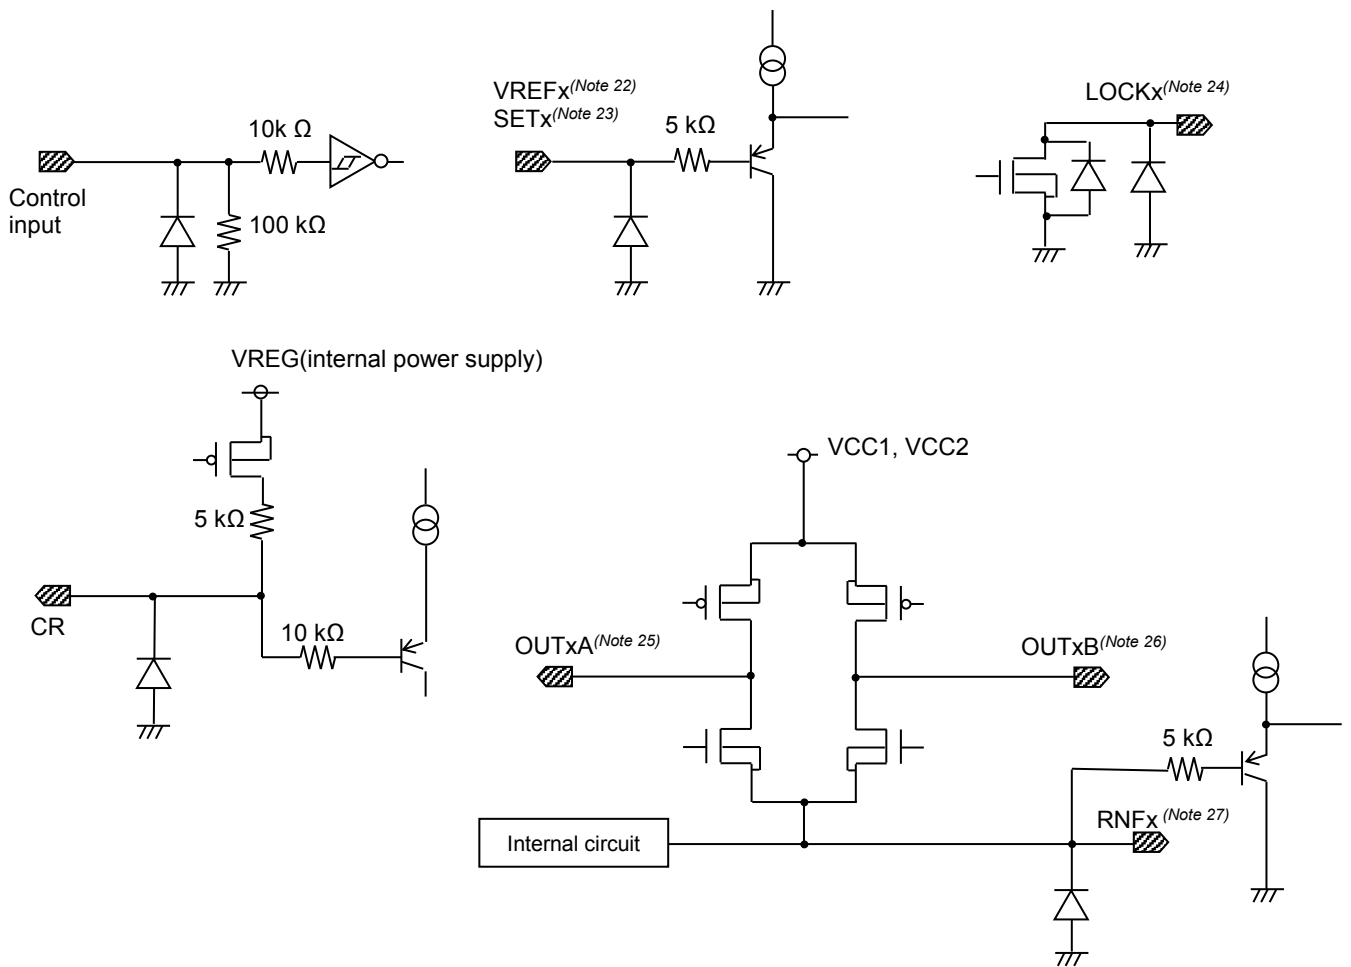 VREFx(Note 22)
SETx(Note 23)
LOCKx(Note 24)
10k Ω
5 kΩ
Control
input
100 kΩ
VREG(internal power supply)
VCC1, VCC2
5 kΩ
CR
10 kΩ
OUTxA(Note 25)
OUTxB(Note 26)
5 kΩ
RNFx (Note 27)
Internal circuit